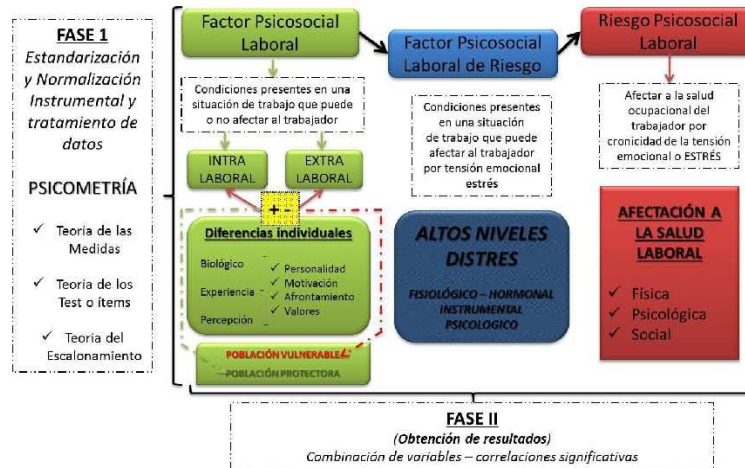 FASE 1
Estandarización
y Normalización
Instrumental y
tratamiento de
datos
PSICOMETRÍA
✓ Teoría de las
Medidas
✓ Teoría de los
Test o ítems
✓ Teoría del
Escalonamiento
Factor Psicosocial
Laboral
Condiciones presentes en una
situación de trabajo que puede
o no afectar al trabajador
INTRA
LABORAL
EXTRA
LABORAL
+ -
Diferencias individuales
Biológico
Experiencia
Percepción
✓ Personalidad
✓ Motivación
✓ Afrontamiento
✓ Valores
POBLACIÓN VULNERABLE
POBLACIÓN PROTECTORA
Factor Psicosocial
Laboral de Riesgo
Condiciones presentes
en una situación
de trabajo que puede
afectar al trabajador
por tensión emocional
estrés
ALTOS NIVELES
DISTRES
FISIOLÓGICO – HORMONAL
INSTRUMENTAL
PSICOLOGICO
Riesgo Psicosocial
Laboral
Afectar a la salud
ocupacional del
trabajador por
cronicidad de la tensión
emocional o ESTRÉS
AFECTACIÓN A
LA SALUD
LABORAL
✓ Física
✓ Psicológica
✓ Social
FASE II
(Obtención de resultados)
Combinación de variables – correlaciones significativas